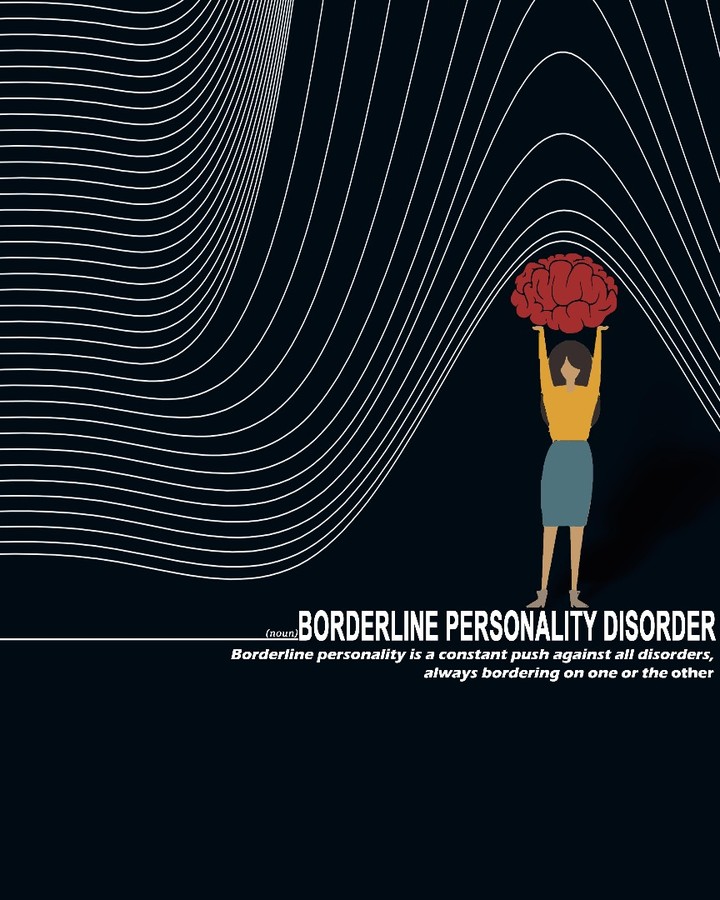 (noun)BORDERLINE PERSONALITY DISORDER
Borderline personality is a constant push against all disorders,
always bordering on one or the other